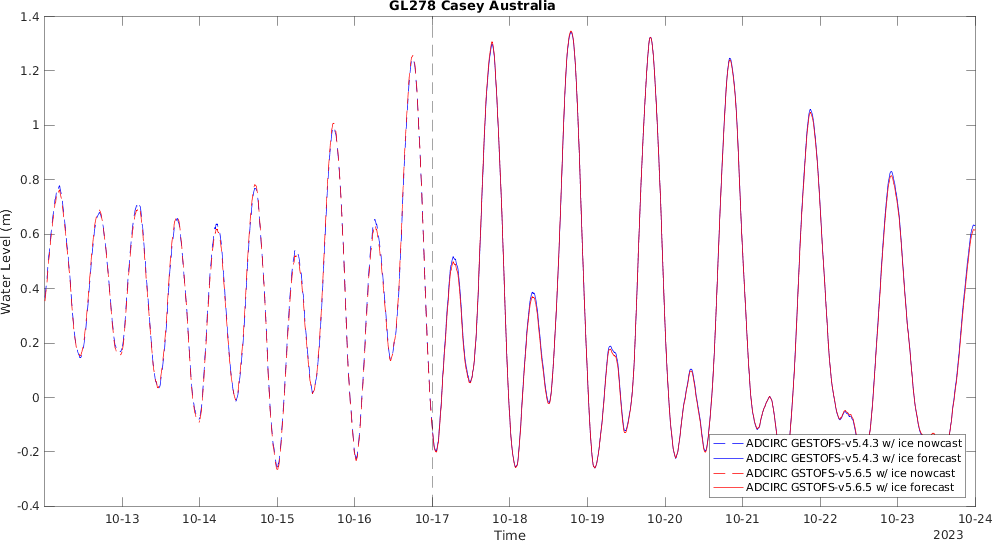 GL278 Casey Australia
Water Level (m)
1.4
1.2
1
0.8
0.6
0.4
0.2
0
-0.2
-0.4
ADCIRC GESTOFS-v5.4.3 w/ ice nowcast
ADCIRC GESTOFS-v5.4.3 w/ ice forecast
ADCIRC GSTOFS-v5.6.5 w/ ice nowcast
ADCIRC GSTOFS-v5.6.5 w/ ice forecast
10-13 10-14 10-15 10-16 10-17 10-18 10-19 10-20 10-21 10-22 10-23 10-24
Time
2023